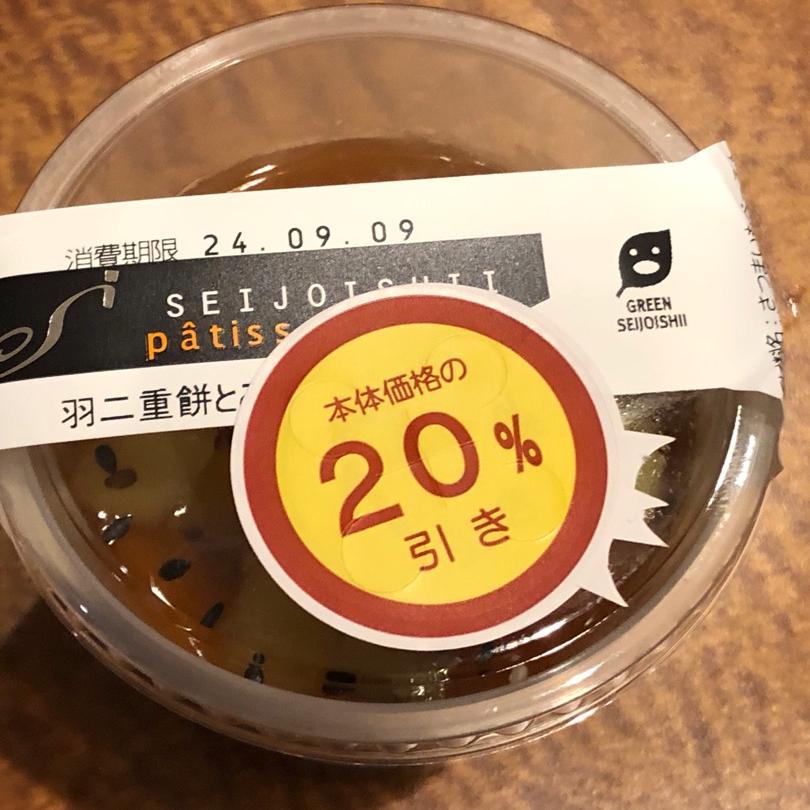 消費期限 24.09.09
SEIJOISHII
pâtiss
羽二重餅と
GREEN
SEIJOISHII
本体価格の
20%
引き